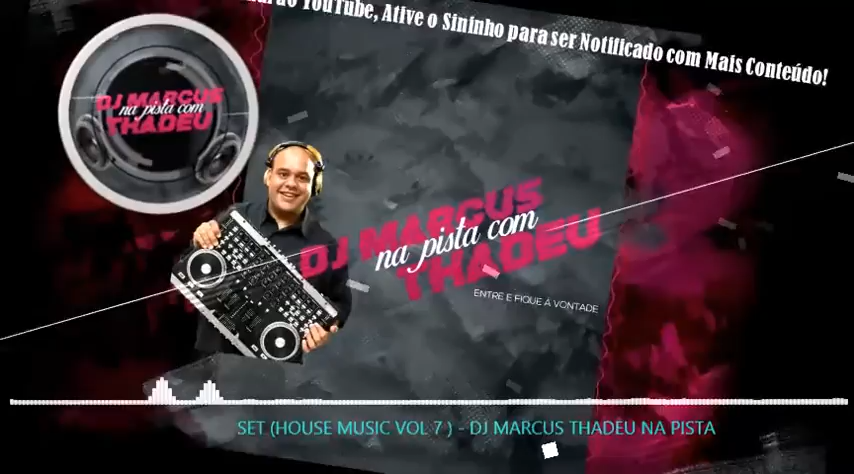 YouTube, Ative o Sininho para ser Notificado com Mais Conteúdo!
DJ MARCUS
na pista com
THADEU
DJ MARCUS
na pista com
THADEU
ENTRE E FIQUE À VONTADE
SET (HOUSE MUSIC VOL 7 ) - DJ MARCUS THADEU NA PISTA